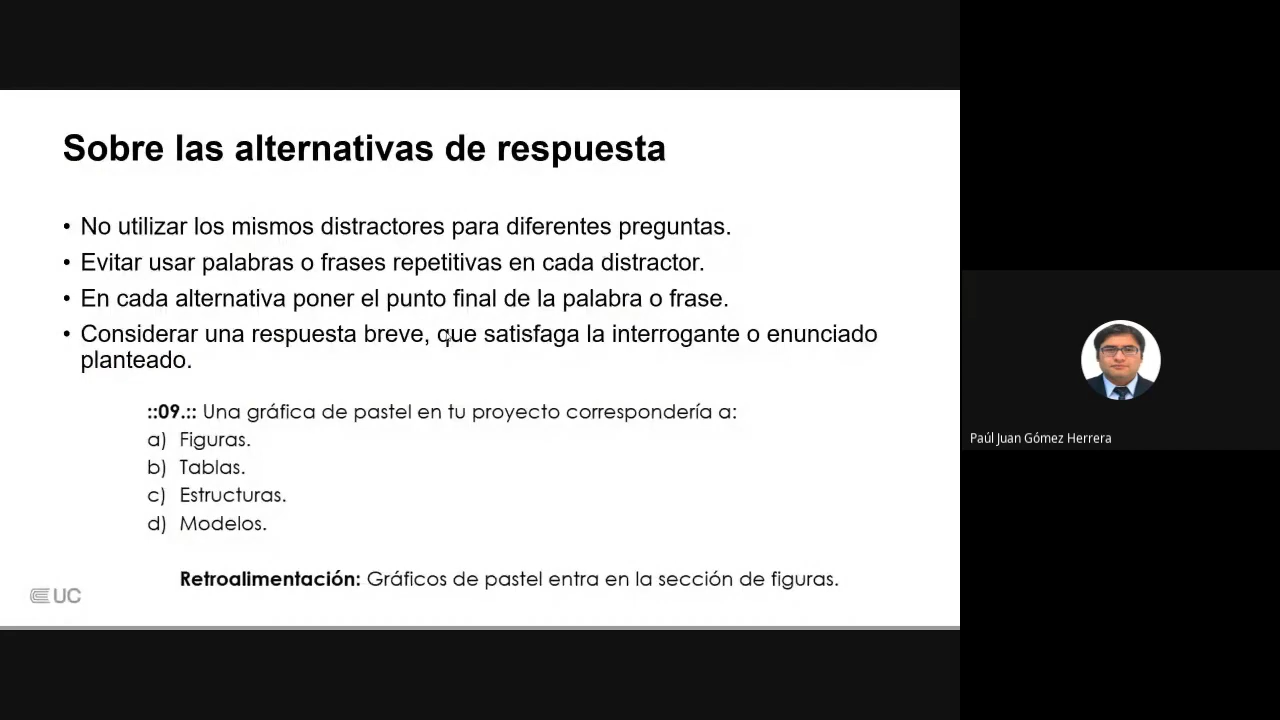 Sobre las alternativas de respuesta
• No utilizar los mismos distractores para diferentes preguntas.
• Evitar usar palabras o frases repetitivas en cada distractor.
• En cada alternativa poner el punto final de la palabra o frase.
• Considerar una respuesta breve, que satisfaga la interrogante o enunciado
planteado.
::09.:: Una gráfica de pastel en tu proyecto correspondería a:
a) Figuras.
b) Tablas.
c) Estructuras.
d) Modelos.
Retroalimentación: Gráficos de pastel entra en la sección de figuras.
UC
Paúl Juan Gómez Herrera